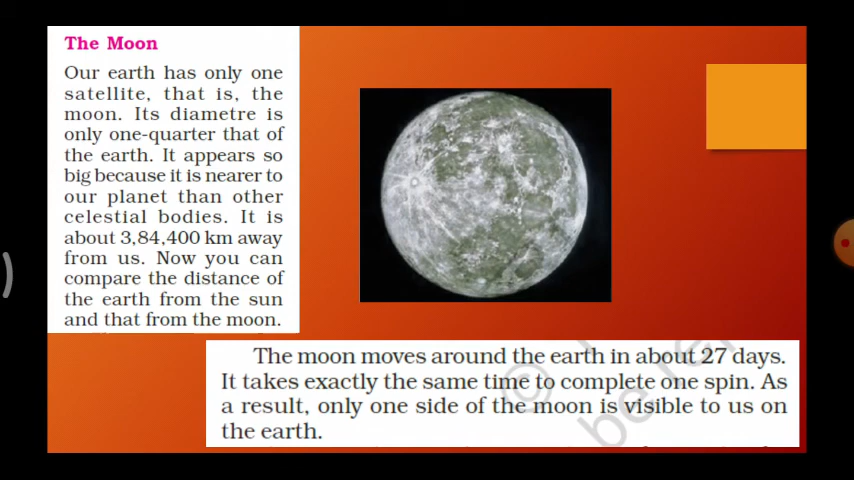 The Moon
Our earth has only one
satellite, that is, the
moon. Its diametre is
only one-quarter that of
the earth. It appears so
big because it is nearer to
our planet than other
celestial bodies. It is
about 3,84,400 km away
from us. Now you can
compare the distance of
the earth from the sun
and that from the moon.
The moon moves around the earth in about 27 days.
It takes exactly the same time to complete one spin. As
a result, only one side of the moon is visible to us on
the earth.
©
be re